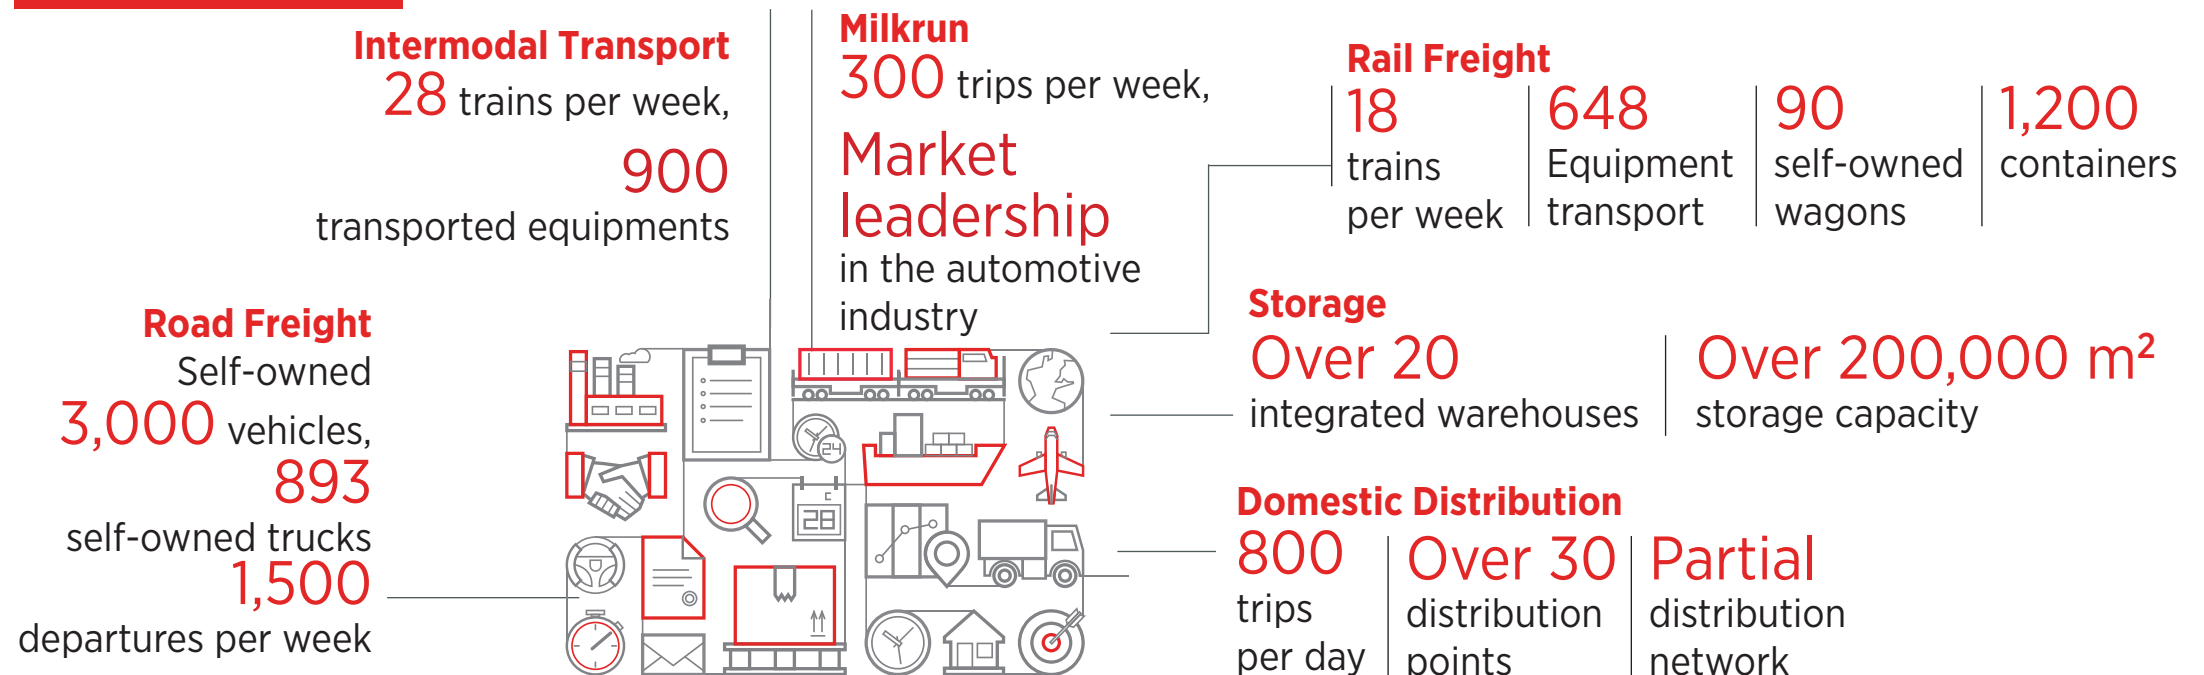 Intermodal Transport
28 trains per week,
900
transported equipments
Milkrun
300 trips per week,
Market
leadership
in the automotive
industry
Rail Freight
18
trains
per week
648
Equipment
transport
90
self-owned
wagons
1,200
containers
Road Freight
Self-owned
3,000 vehicles,
893
self-owned trucks
1,500
departures per week
Storage
Over 20
integrated warehouses
Over 200,000 m²
storage capacity
Domestic Distribution
800
trips
per day
Over 30
distribution
points
Partial
distribution
network
24
C
28